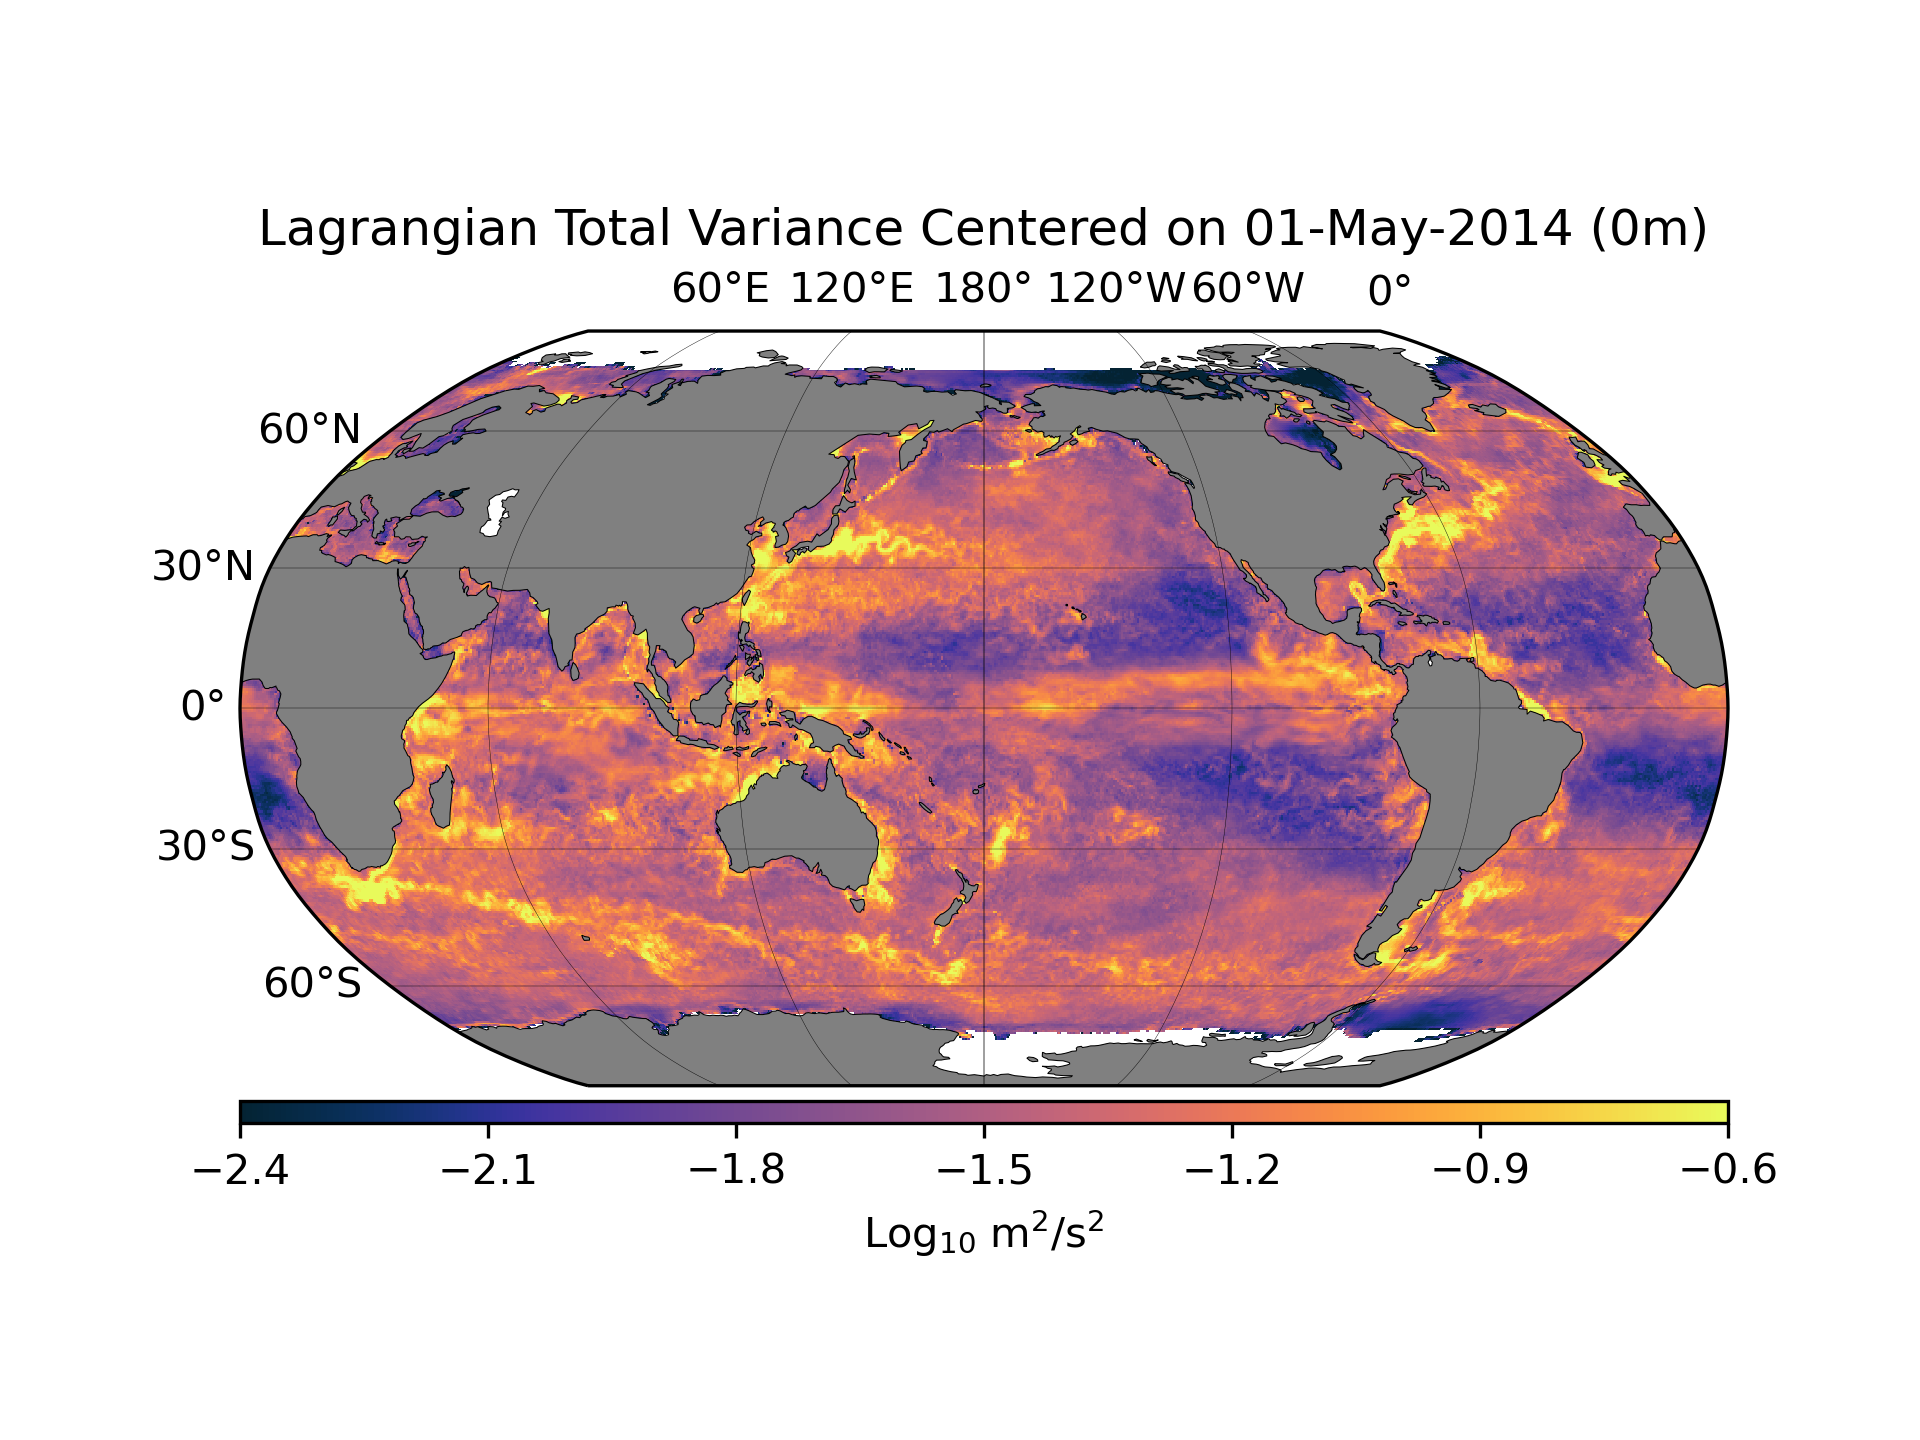 Lagrangian Total Variance Centered on 01-May-2014 (0m)
60°E 120°E 180° 120°W 60°W 0°
60°N
30°N
0°
30°S
60°S
−2.4 −2.1 −1.8 −1.5 −1.2 −0.9 −0.6
Log₁₀ m²/s²